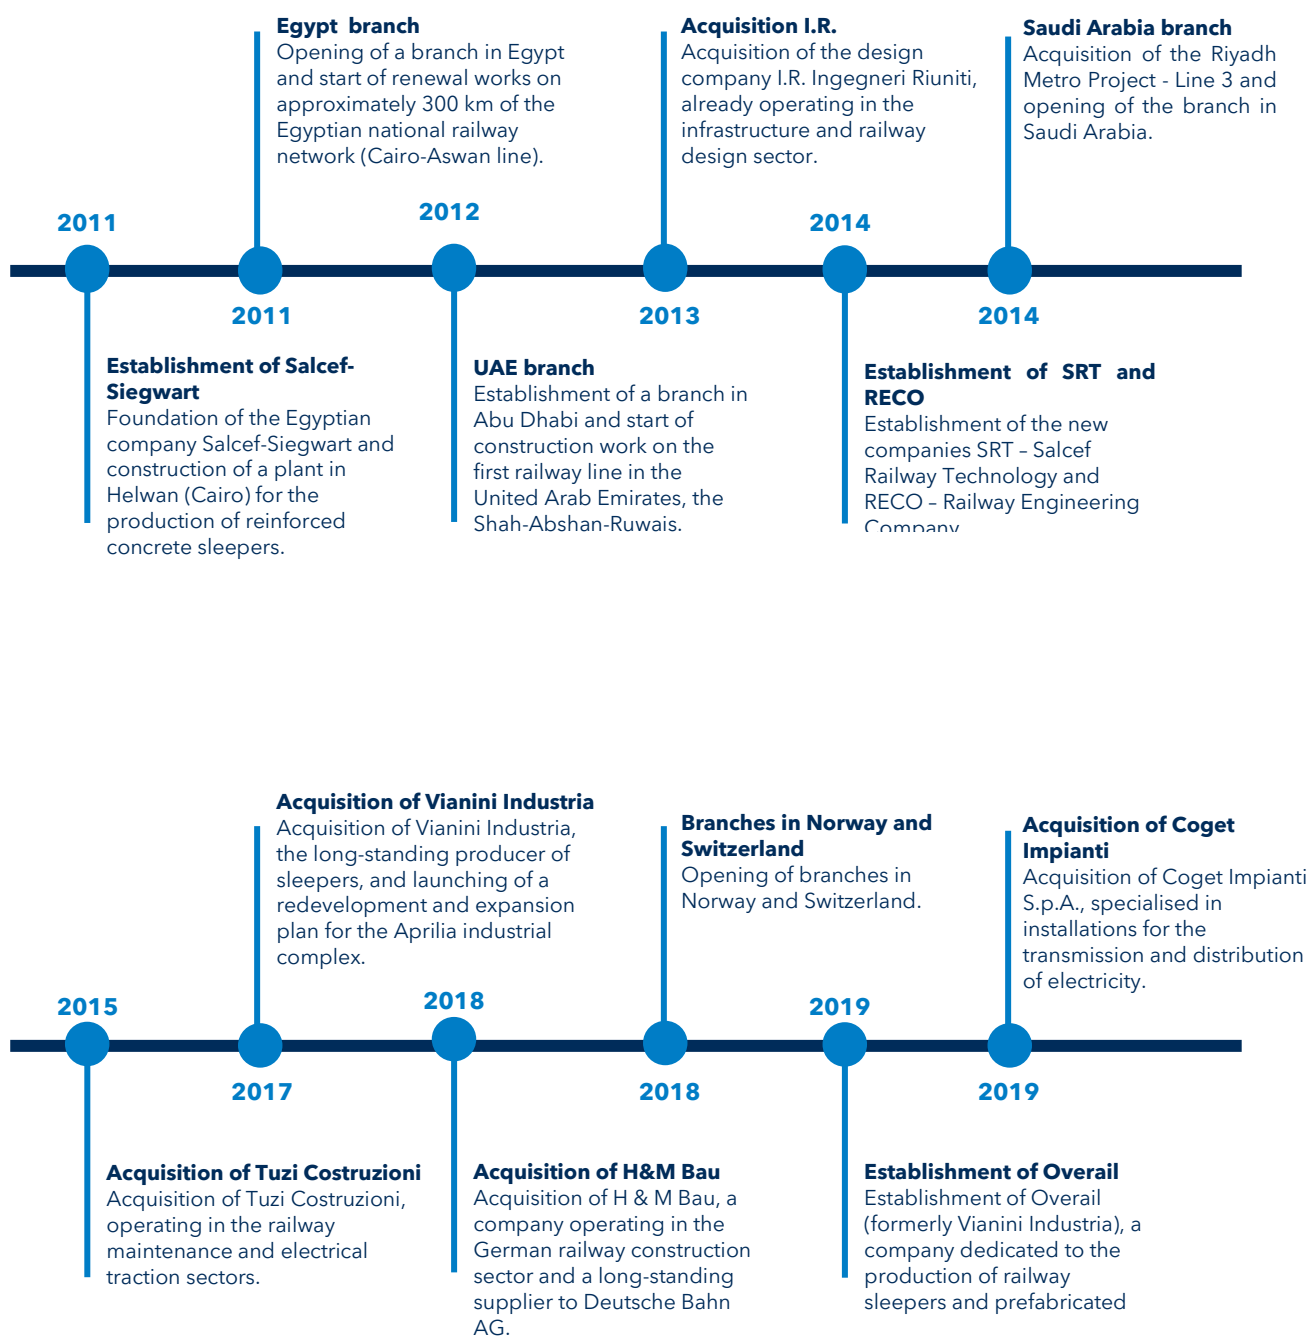 Egypt branch
Opening of a branch in Egypt
and start of renewal works on
approximately 300 km of the
Egyptian national railway
network (Cairo-Aswan line).
Acquisition I.R.
Acquisition of the design
company I.R. Ingegneri Riuniti,
already operating in the
infrastructure and railway
design sector.
Saudi Arabia branch
Acquisition of the Riyadh
Metro Project - Line 3 and
opening of the branch in
Saudi Arabia.
2011
2012
2014
2011
2013
2014
Establishment of Salcef-
Siegwart
Foundation of the Egyptian
company Salcef-Siegwart and
construction of a plant in
Helwan (Cairo) for the
production of reinforced
concrete sleepers.
UAE branch
Establishment of a branch in
Abu Dhabi and start of
construction work on the
first railway line in the
United Arab Emirates, the
Shah-Abshan-Ruwais.
Establishment of SRT and
RECO
Establishment of the new
companies SRT – Salcef
Railway Technology and
RECO – Railway Engineering
Company
Acquisition of Vianini Industria
Acquisition of Vianini Industria,
the long-standing producer of
sleepers, and launching of a
redevelopment and expansion
plan for the Aprilia industrial
complex.
Branches in Norway and
Switzerland
Opening of branches in
Norway and Switzerland.
Acquisition of Coget
Impianti
Acquisition of Coget Impianti
S.p.A., specialised in
installations for the
transmission and distribution
of electricity.
2015
2018
2019
2017
2018
2019
Acquisition of Tuzi Costruzioni
Acquisition of Tuzi Costruzioni,
operating in the railway
maintenance and electrical
traction sectors.
Acquisition of H&M Bau
Acquisition of H & M Bau, a
company operating in the
German railway construction
sector and a long-standing
supplier to Deutsche Bahn
AG.
Establishment of Overail
Establishment of Overail
(formerly Vianini Industria), a
company dedicated to the
production of railway
sleepers and prefabricated